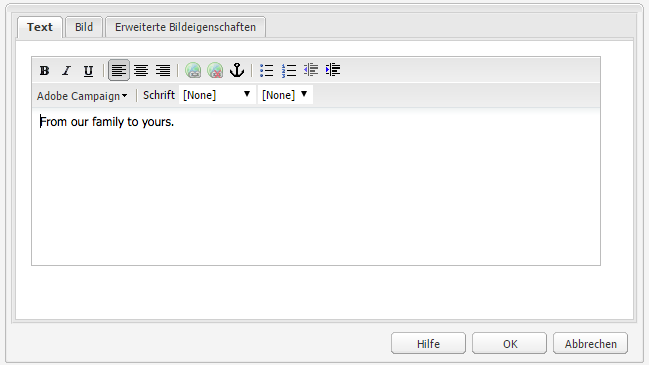 Text Bild Erweiterte Bildeigenschaften
B I U
Adobe Campaign Schrift [None] [None]
From our family to yours.
Hilfe OK Abbrechen